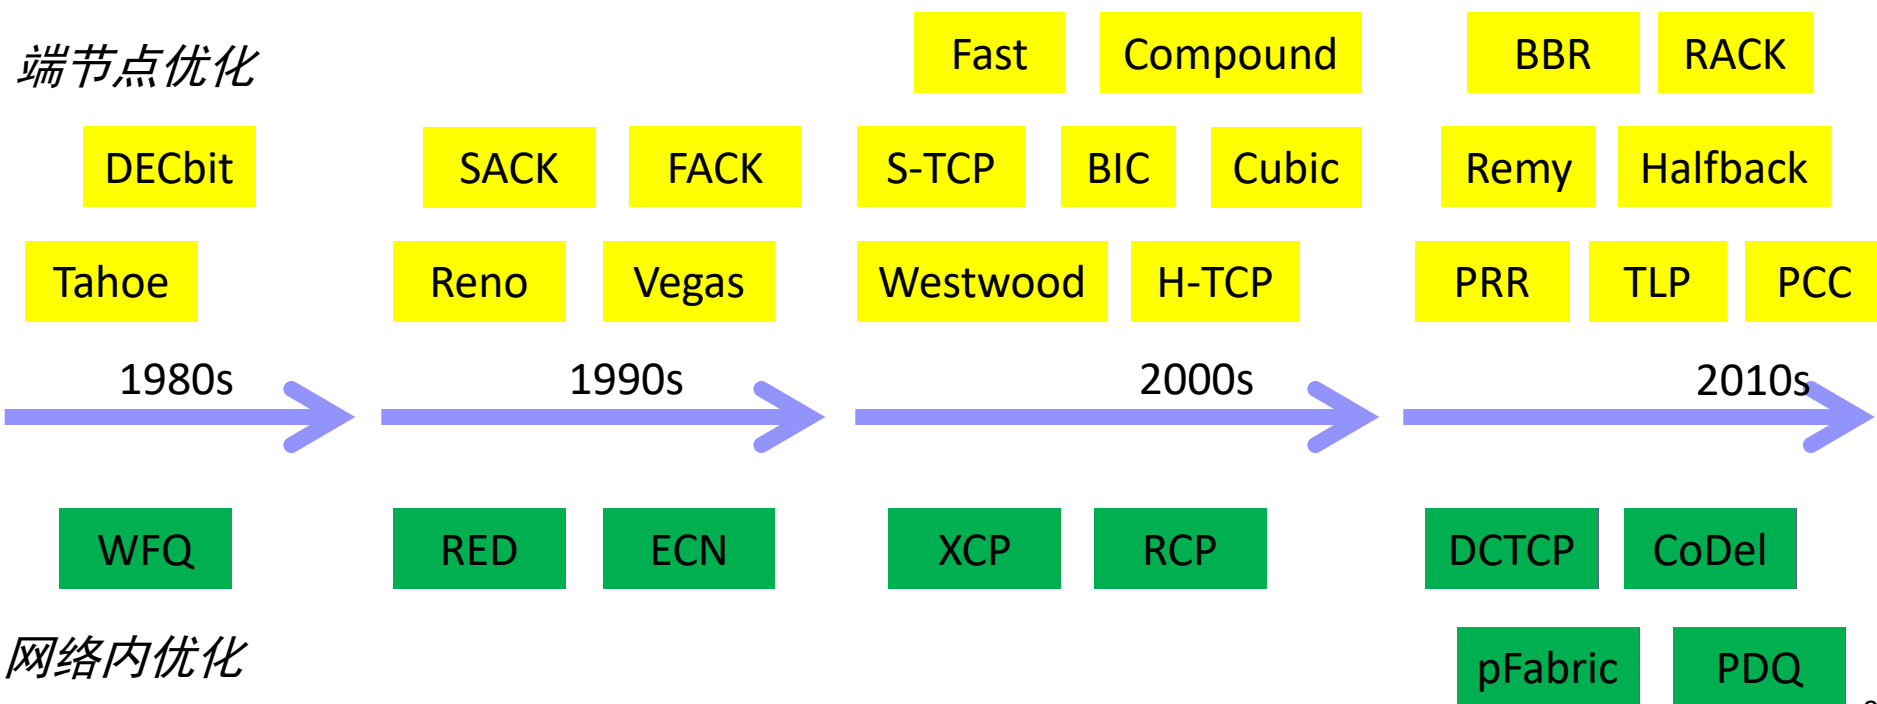 Fast Compound BBR RACK
端节点优化
DECbit SACK FACK S-TCP BIC Cubic Remy Halfback
Tahoe Reno Vegas Westwood H-TCP PRR TLP PCC
1980s 1990s 2000s 2010s
WFQ RED ECN XCP RCP DCTCP CoDel
网络内优化
pFabric PDQ